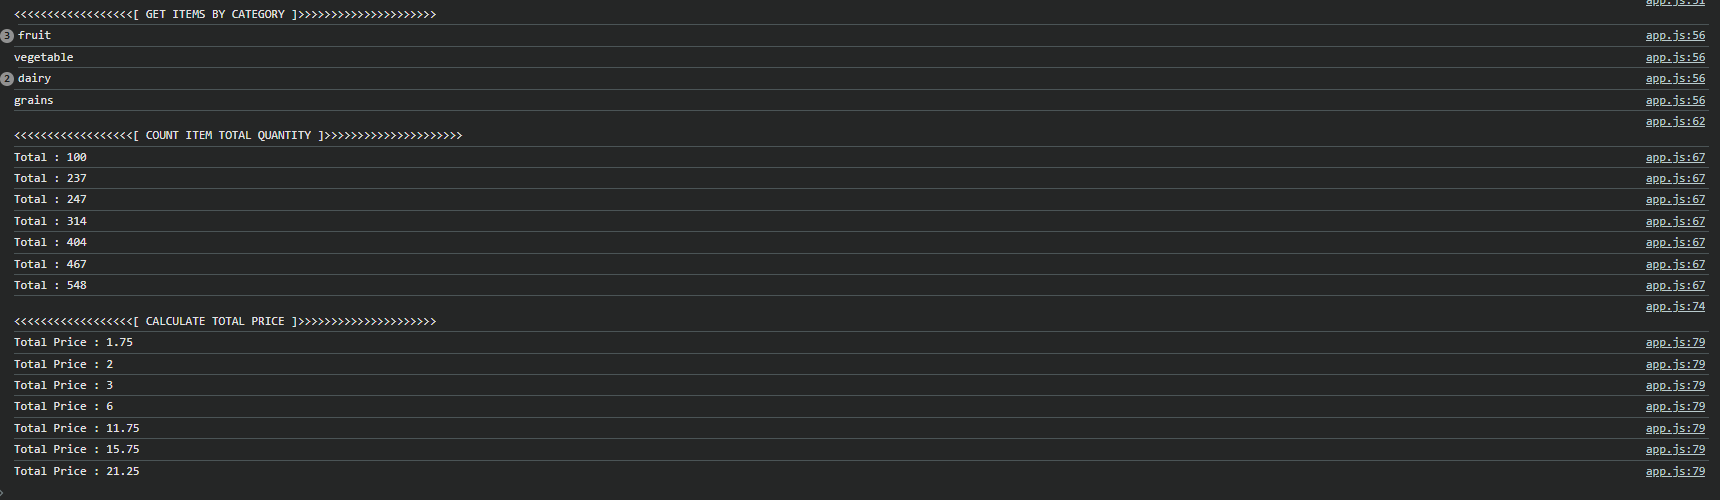 app.js:51
<<<<<<<<<<<<<<<<<<[ GET ITEMS BY CATEGORY ]>>>>>>>>>>>>>>>>>>>>>
3 fruit app.js:56
vegetable app.js:56
2 dairy app.js:56
grains app.js:56
app.js:62
<<<<<<<<<<<<<<<<<<[ COUNT ITEM TOTAL QUANTITY ]>>>>>>>>>>>>>>>>>>>>>
Total : 100 app.js:67
Total : 237 app.js:67
Total : 247 app.js:67
Total : 314 app.js:67
Total : 404 app.js:67
Total : 467 app.js:67
Total : 548 app.js:67
app.js:74
<<<<<<<<<<<<<<<<<<[ CALCULATE TOTAL PRICE ]>>>>>>>>>>>>>>>>>>>>>
Total Price : 1.75 app.js:79
Total Price : 2 app.js:79
Total Price : 3 app.js:79
Total Price : 6 app.js:79
Total Price : 11.75 app.js:79
Total Price : 15.75 app.js:79
Total Price : 21.25 app.js:79